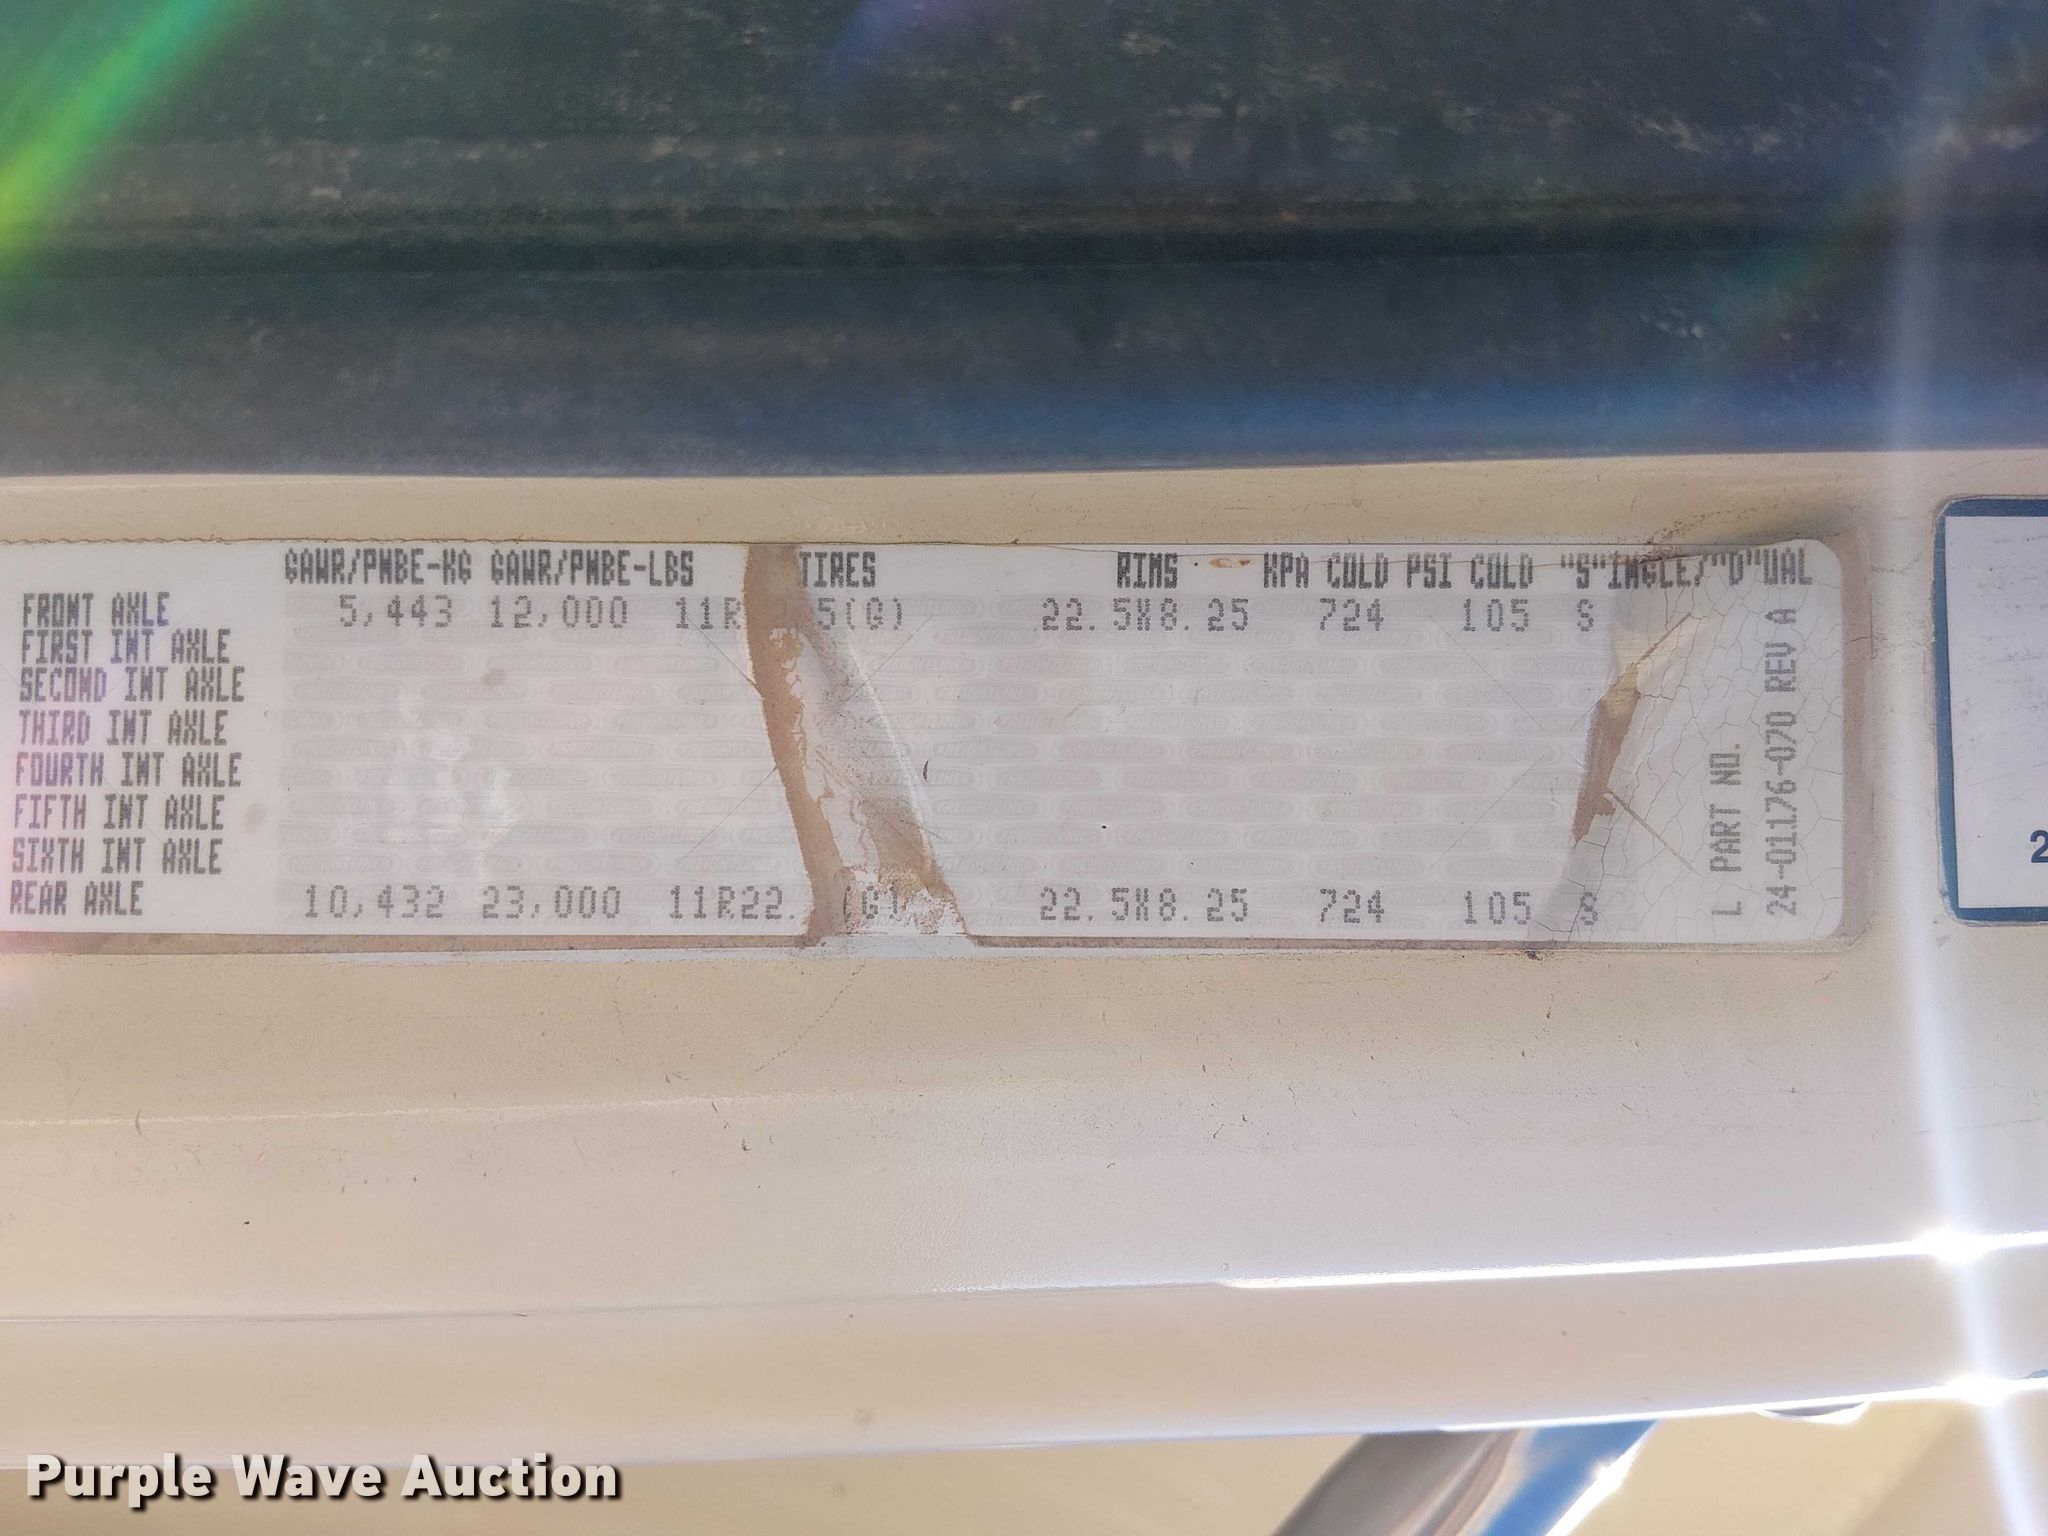 GAWR/PNBE-KG GAWR/PNBE-LBS TIRES RIMS KPA COLD PSI COLD "S"INGLE/"D"UAL
FRONT AXLE 5,443 12,000 11R 5(G) 22.5X8.25 724 105 S
FIRST INT AXLE
SECOND INT AXLE
THIRD INT AXLE
FOURTH INT AXLE
FIFTH INT AXLE
SIXTH INT AXLE
REAR AXLE 10,432 23,000 11R22. (G) 22.5X8.25 724 105 S
L PART NO.
24-01176-070 REV A
2
Purple Wave Auction